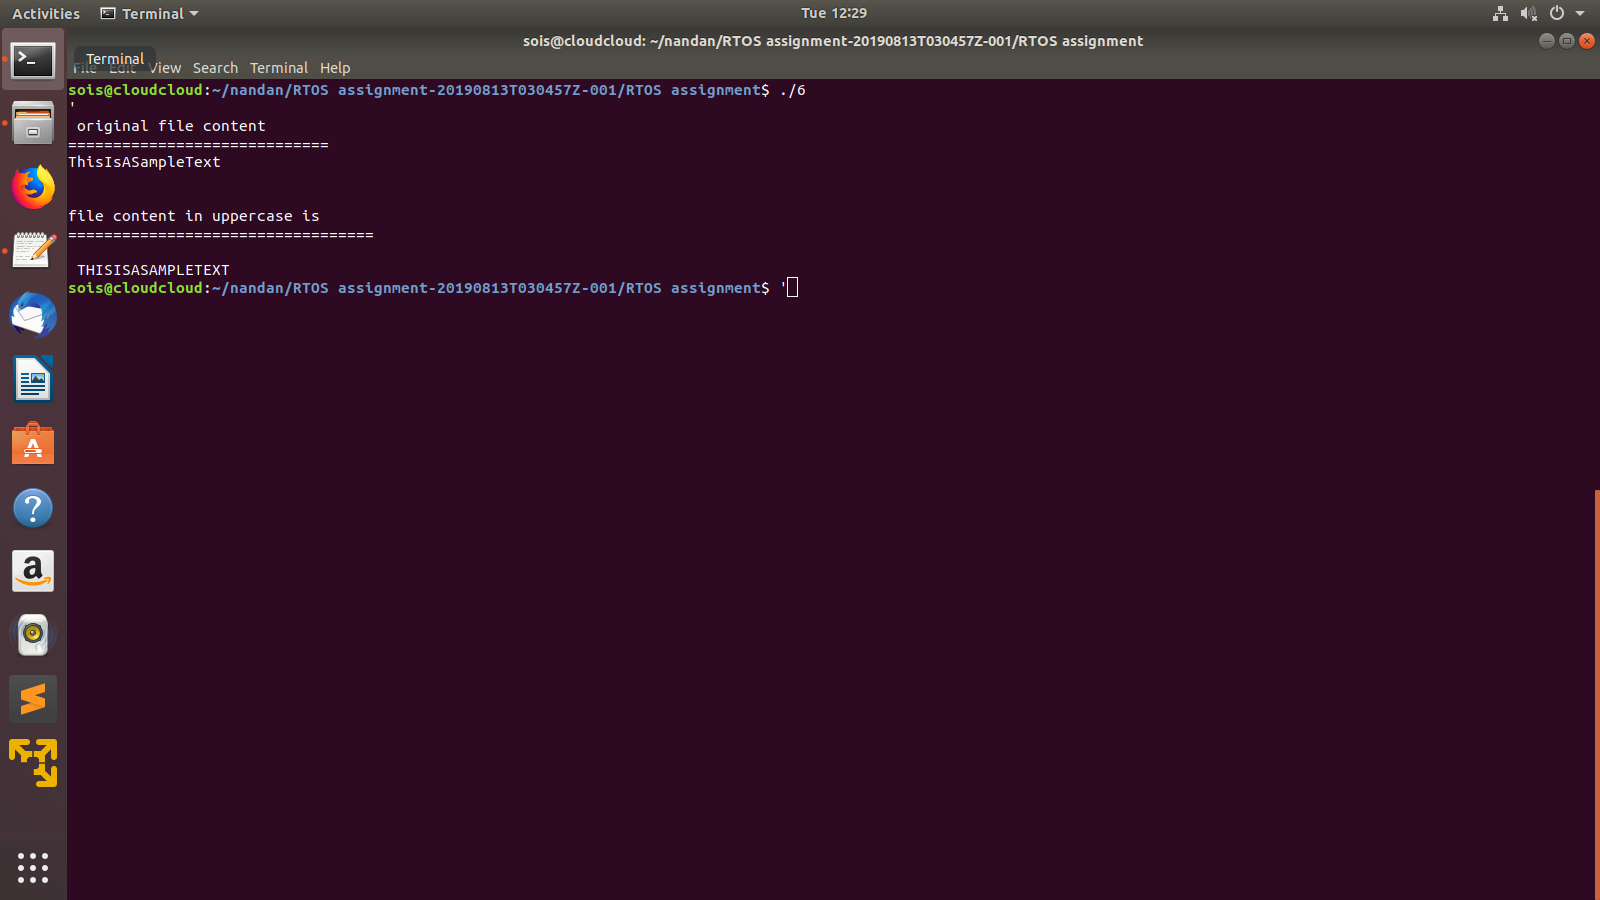 Activities Terminal Tue 12:29
sois@cloudcloud: ~/nandan/RTOS assignment-20190813T030457Z-001/RTOS assignment
Terminal
File Edit View Search Terminal Help
sois@cloudcloud:~/nandan/RTOS assignment-20190813T030457Z-001/RTOS assignment$ ./6
'
original file content
=============================
ThisIsASampleText
file content in uppercase is
==================================
THISISASAMPLETEXT
sois@cloudcloud:~/nandan/RTOS assignment-20190813T030457Z-001/RTOS assignment$ '